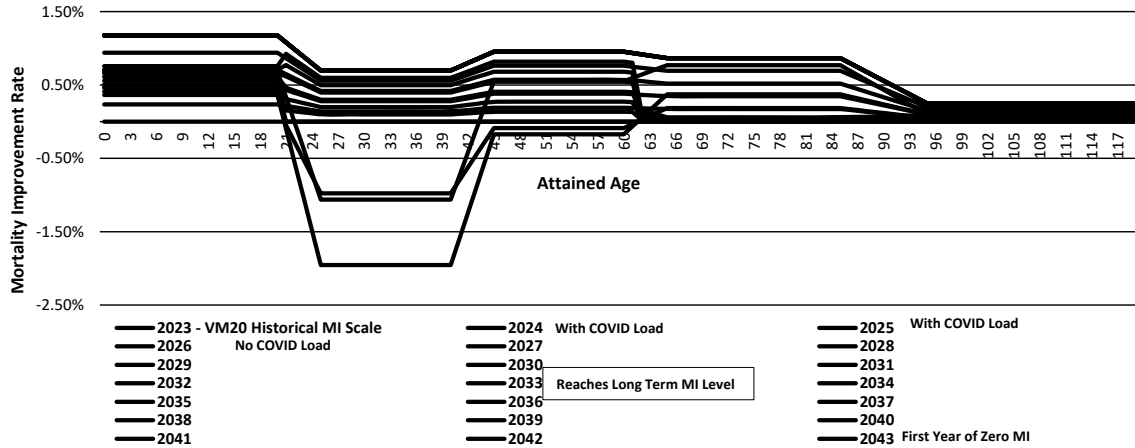 1.50%
0.50%
-0.50%
-1.50%
-2.50%
Mortality Improvement Rate
0 3 6 9 12 15 18 21 24 27 30 33 36 39 42 45 48 51 54 57 60 63 66 69 72 75 78 81 84 87 90 93 96 99 102 105 108 111 114 117
Attained Age
2023 - VM20 Historical MI Scale 2024 With COVID Load 2025 With COVID Load
2026 No COVID Load 2027 2028
2029 2030 2031
2032 2033 Reaches Long Term MI Level 2034
2035 2036 2037
2038 2039 2040
2041 2042 2043 First Year of Zero MI